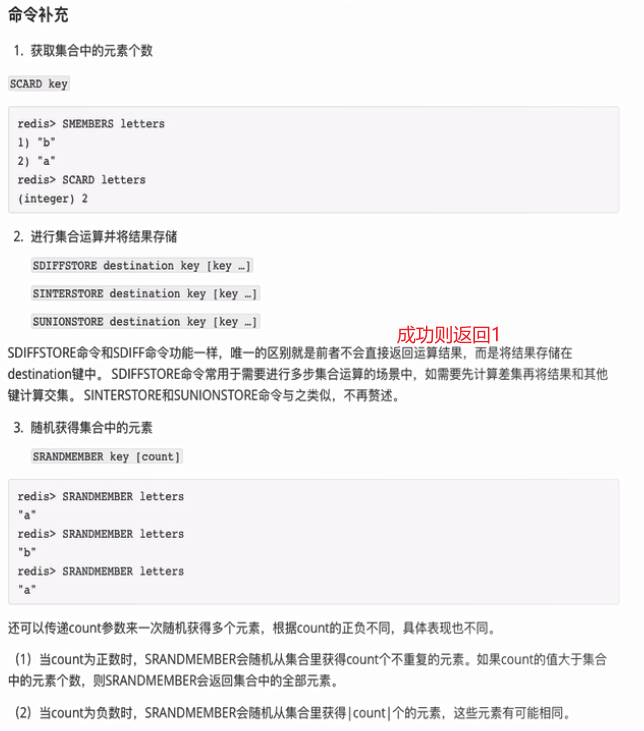 命令补充
1. 获取集合中的元素个数
SCARD key
redis> SMEMBERS letters
1) "b"
2) "a"
redis> SCARD letters
(integer) 2
2. 进行集合运算并将结果存储
SDIFFSTORE destination key [key …]
SINTERSTORE destination key [key …]
SUNIONSTORE destination key [key …]
成功则返回1
SDIFFSTORE命令和SDIFF命令功能一样，唯一的区别就是前者不会直接返回运算结果，而是将结果存储在
destination键中。 SDIFFSTORE命令常用于需要进行多步集合运算的场景中，如需要先计算差集再将结果和其他
键计算交集。 SINTERSTORE和SUNIONSTORE命令与之类似，不再赘述。
3. 随机获得集合中的元素
SRANDMEMBER key [count]
redis> SRANDMEMBER letters
"a"
redis> SRANDMEMBER letters
"b"
redis> SRANDMEMBER letters
"a"
还可以传递count参数来一次随机获得多个元素，根据count的正负不同，具体表现也不同。
（1）当count为正数时，SRANDMEMBER会随机从集合里获得count个不重复的元素。如果count的值大于集合
中的元素个数，则SRANDMEMBER会返回集合中的全部元素。
（2）当count为负数时，SRANDMEMBER会随机从集合里获得|count|个的元素，这些元素有可能相同。